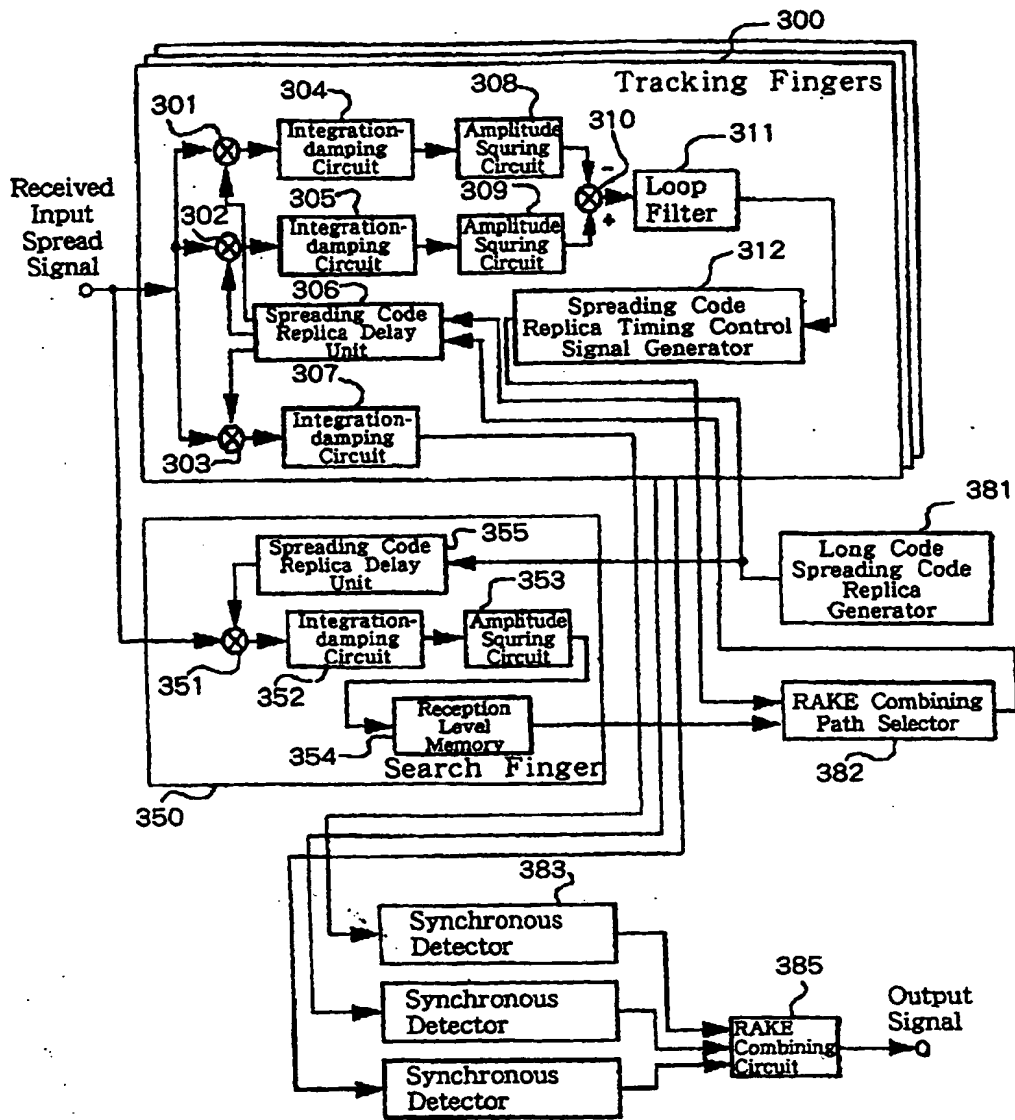 300
Tracking Fingers
301
304
308
310
311
Integration-
damping
Circuit
Amplitude
Squring
Circuit
-
Loop
Filter
Received
Input
Spread
Signal
302
305
309
+
Integration-
damping
Circuit
Amplitude
Squring
Circuit
306
312
Spreading Code
Replica Delay
Unit
Spreading Code
Replica Timing Control
Signal Generator
307
Integration-
damping
Circuit
303
381
355
Spreading Code
Replica Delay
Unit
Long Code
Spreading Code
Replica
Generator
353
Integration-
damping
Circuit
Amplitude
Squring
Circuit
351
352
Reception
Level
Memory
RAKE Combining
Path Selector
354
Search Finger
382
350
383
Synchronous
Detector
385
Synchronous
Detector
RAKE
Combining
Circuit
Output
Signal
Synchronous
Detector